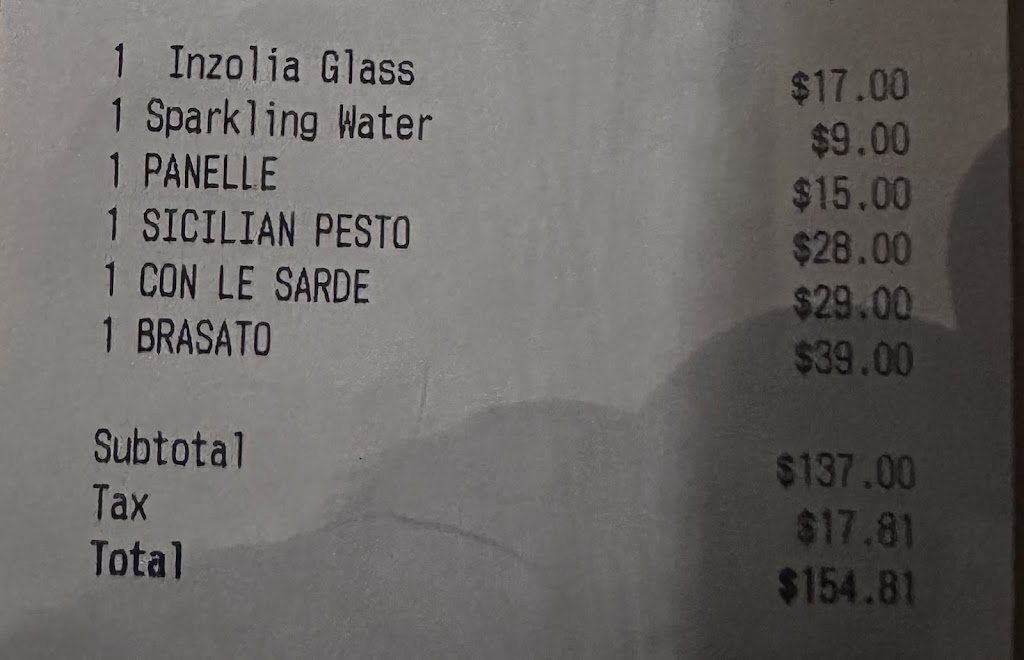 1 Inzolia Glass $17.00
1 Sparkling Water $9.00
1 PANELLE $15.00
1 SICILIAN PESTO $28.00
1 CON LE SARDE $29.00
1 BRASATO $39.00
Subtotal $137.00
Tax $17.81
Total $154.81